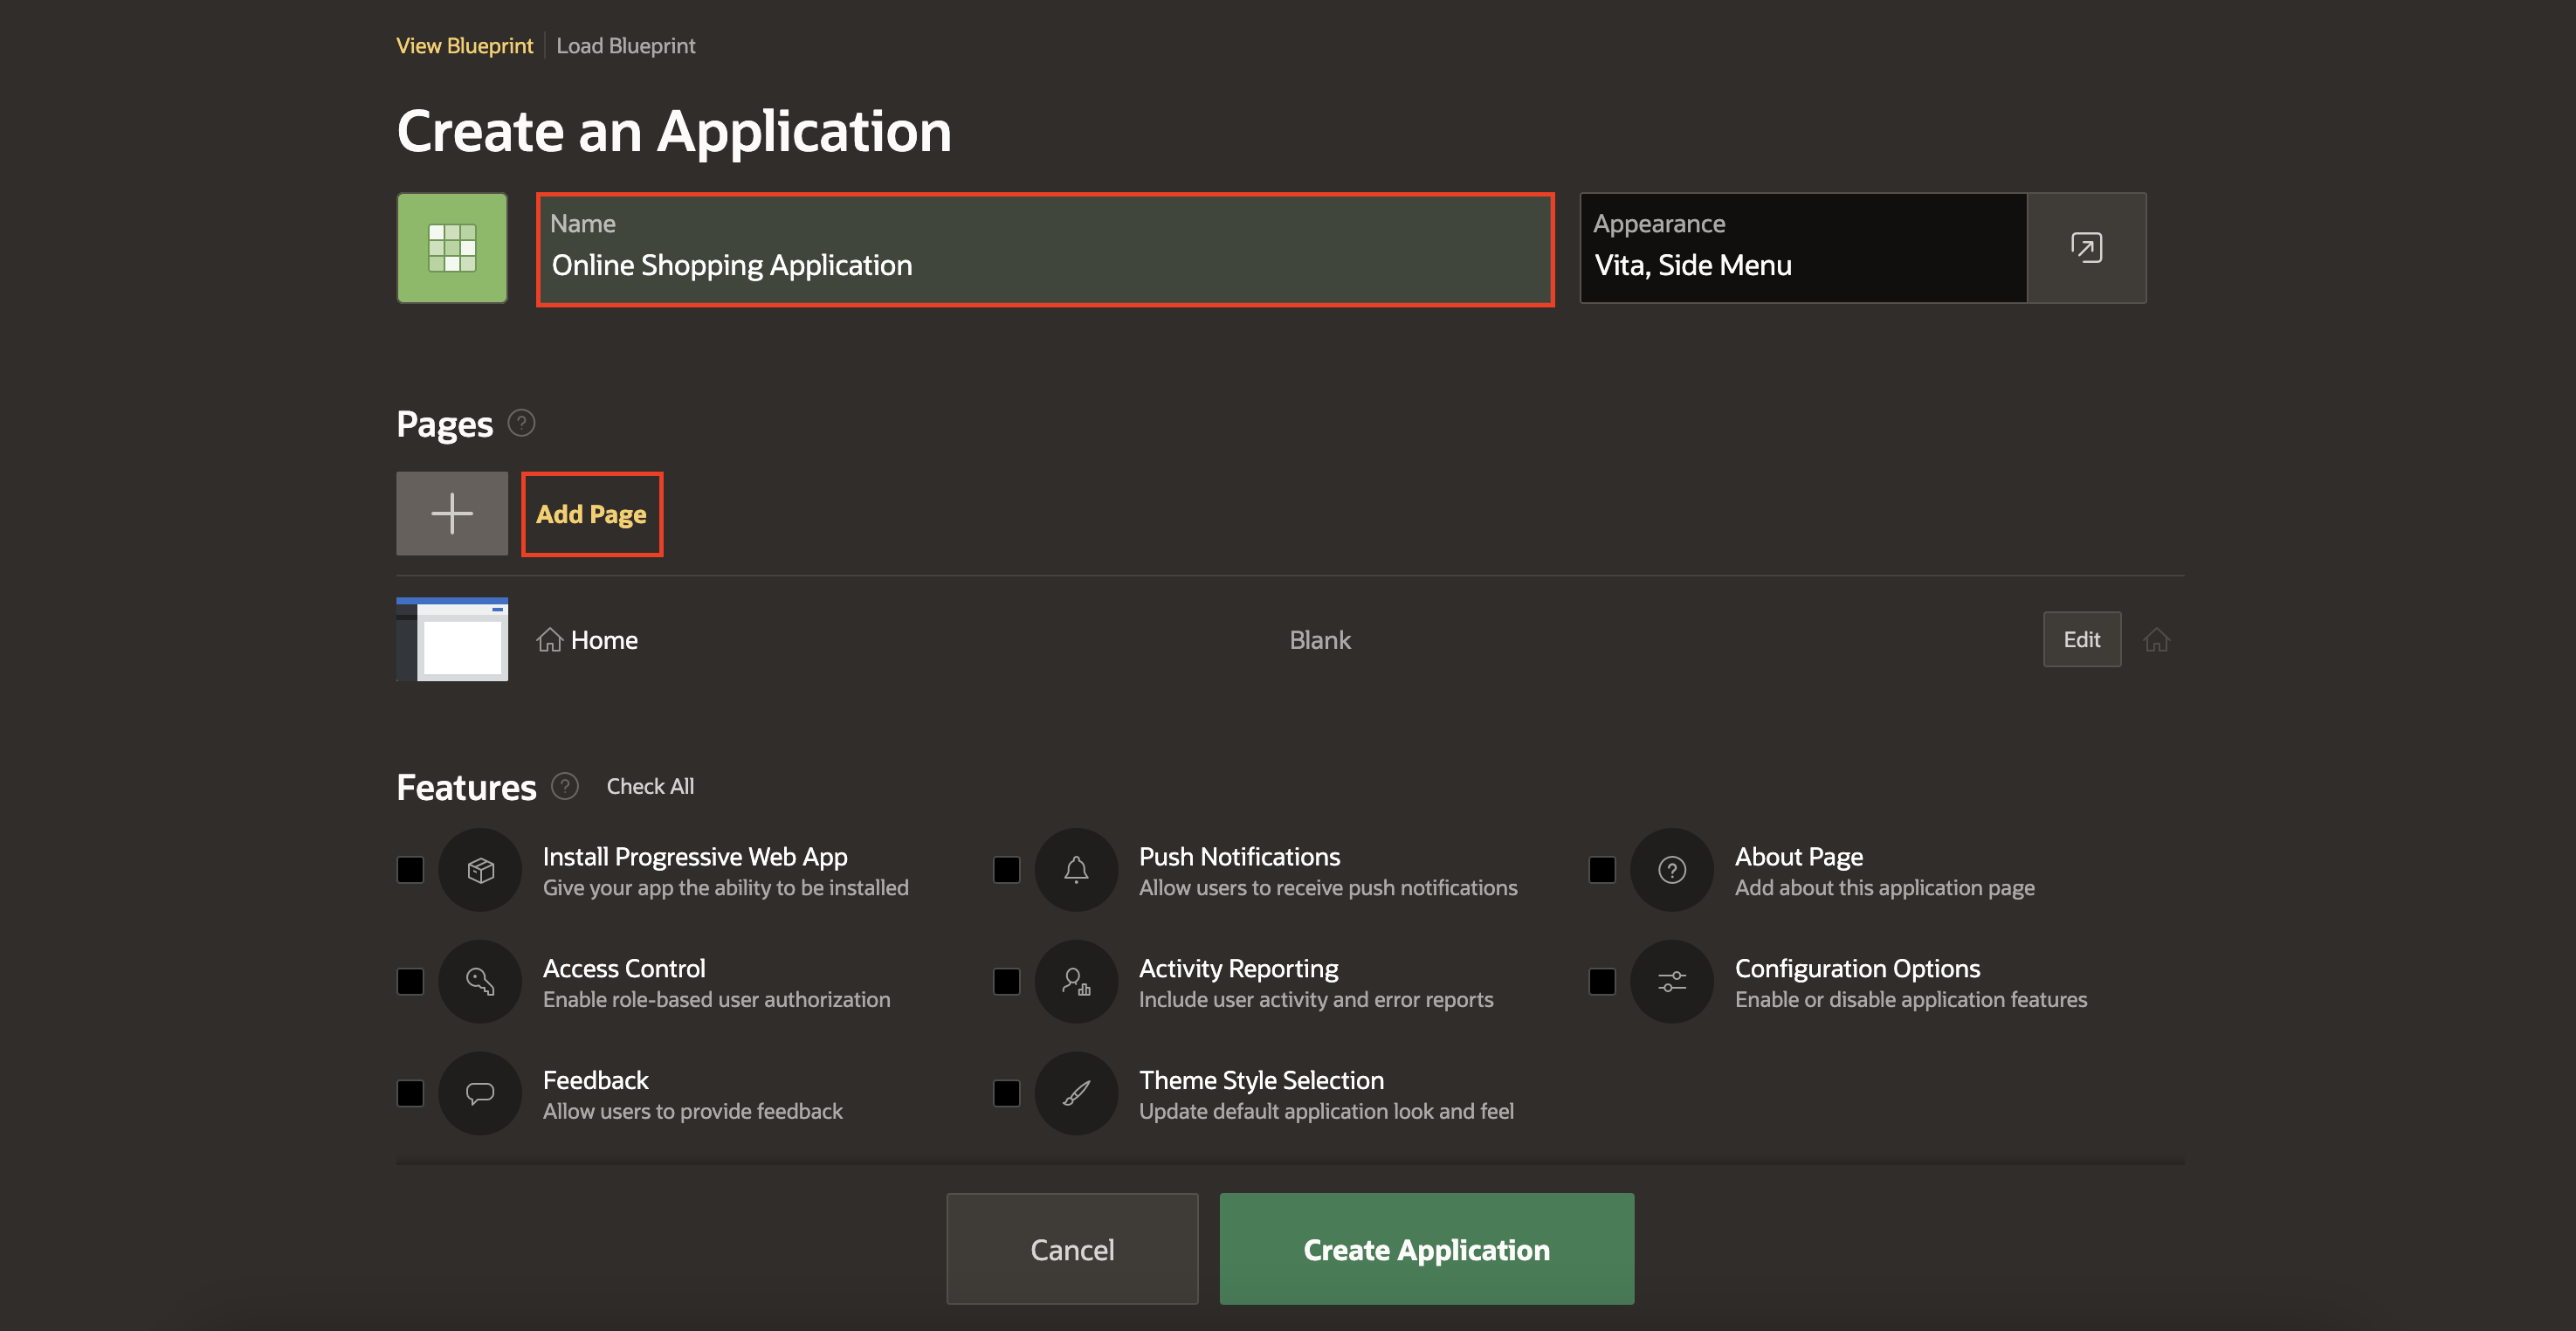 View Blueprint Load Blueprint
Create an Application
Name
Online Shopping Application
Appearance
Vita, Side Menu
Pages ?
Add Page
Home Blank Edit
Features ? Check All
Install Progressive Web App
Give your app the ability to be installed
Push Notifications
Allow users to receive push notifications
About Page
Add about this application page
Access Control
Enable role-based user authorization
Activity Reporting
Include user activity and error reports
Configuration Options
Enable or disable application features
Feedback
Allow users to provide feedback
Theme Style Selection
Update default application look and feel
Cancel Create Application